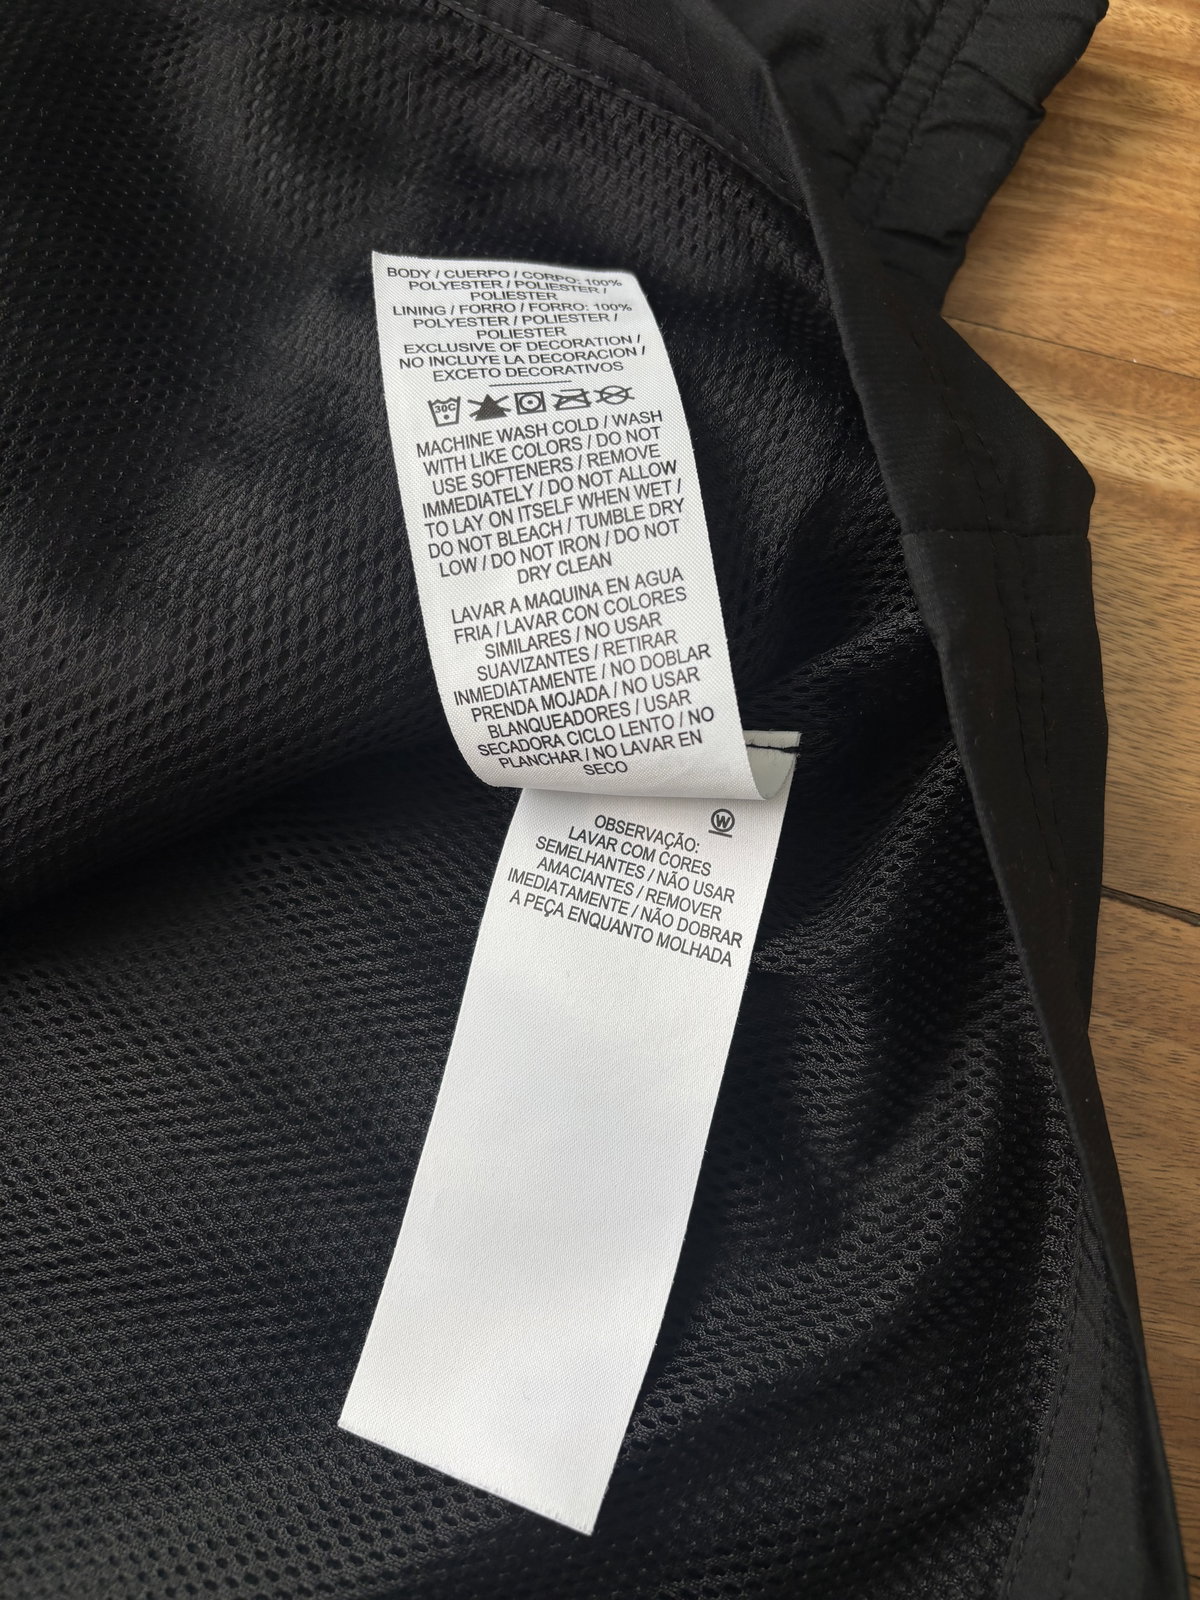 BODY / CUERPO / CORPO: 100%
POLYESTER / POLIESTER /
POLIESTER
LINING / FORRO / FORRO: 100%
POLYESTER / POLIESTER /
POLIESTER
EXCLUSIVE OF DECORATION /
NO INCLUYE LA DECORACION /
EXCETO DECORATIVOS
30C
MACHINE WASH COLD / WASH
WITH LIKE COLORS / DO NOT
USE SOFTENERS / REMOVE
IMMEDIATELY / DO NOT ALLOW
TO LAY ON ITSELF WHEN WET /
DO NOT BLEACH / TUMBLE DRY
LOW / DO NOT IRON / DO NOT
DRY CLEAN
LAVAR A MAQUINA EN AGUA
FRIA / LAVAR CON COLORES
SIMILARES / NO USAR
SUAVIZANTES / RETIRAR
INMEDIATAMENTE / NO DOBLAR
PRENDA MOJADA / NO USAR
BLANQUEADORES / USAR
SECADORA CICLO LENTO / NO
PLANCHAR / NO LAVAR EN
SECO
W
OBSERVAÇÃO:
LAVAR COM CORES
SEMELHANTES / NÃO USAR
AMACIANTES / REMOVER
IMEDIATAMENTE / NÃO DOBRAR
A PEÇA ENQUANTO MOLHADA